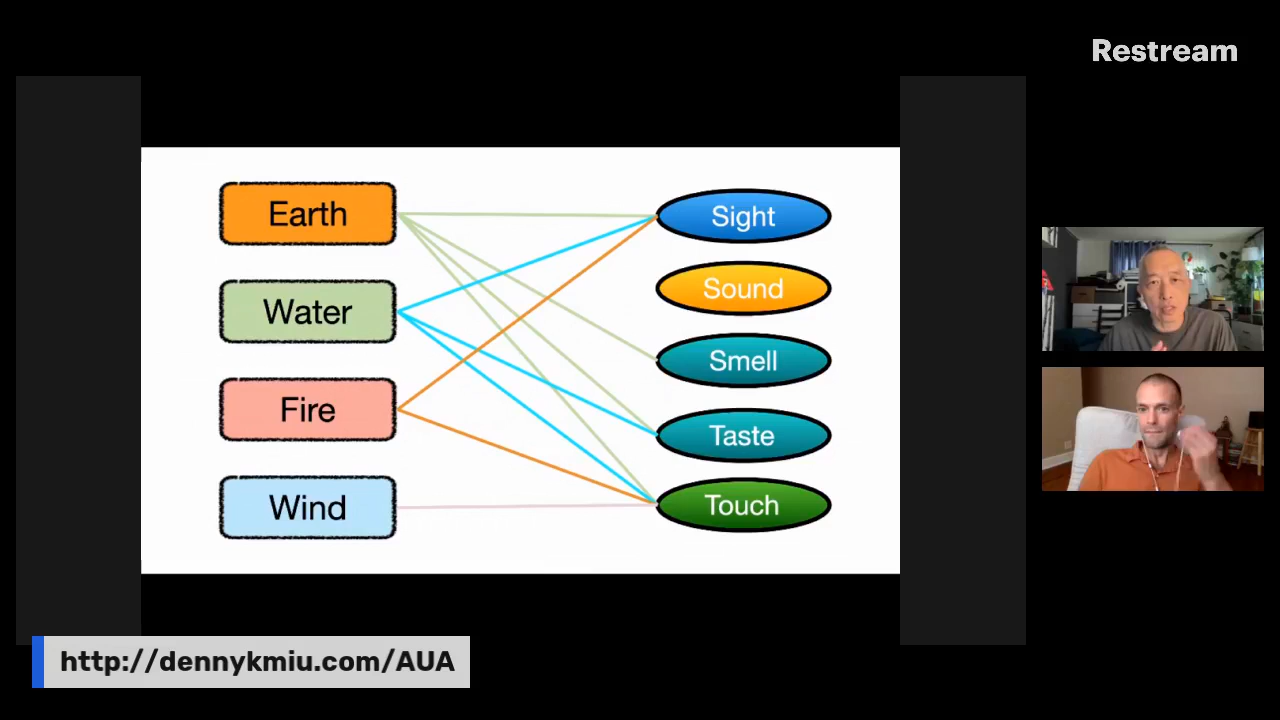 Restream
Earth
Sight
Sound
Water
Smell
Fire
Taste
Wind
Touch
http://dennykmiu.com/AUA